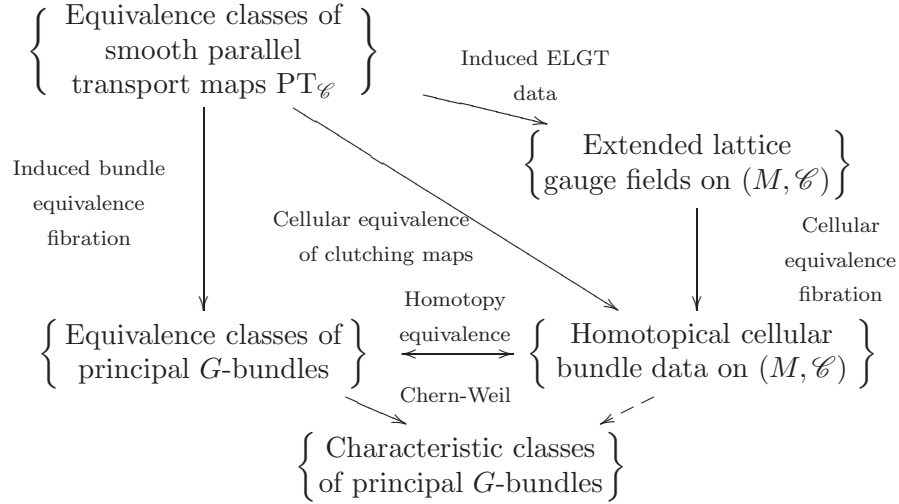 Equivalence classes of
smooth parallel
transport maps PT_𝒞
Induced ELGT
data
Extended lattice
gauge fields on (M, 𝒞)
Induced bundle
equivalence
fibration
Cellular equivalence
of clutching maps
Cellular
equivalence
fibration
Homotopy
equivalence
Equivalence classes of
principal G-bundles
Homotopical cellular
bundle data on (M, 𝒞)
Chern-Weil
Characteristic classes
of principal G-bundles